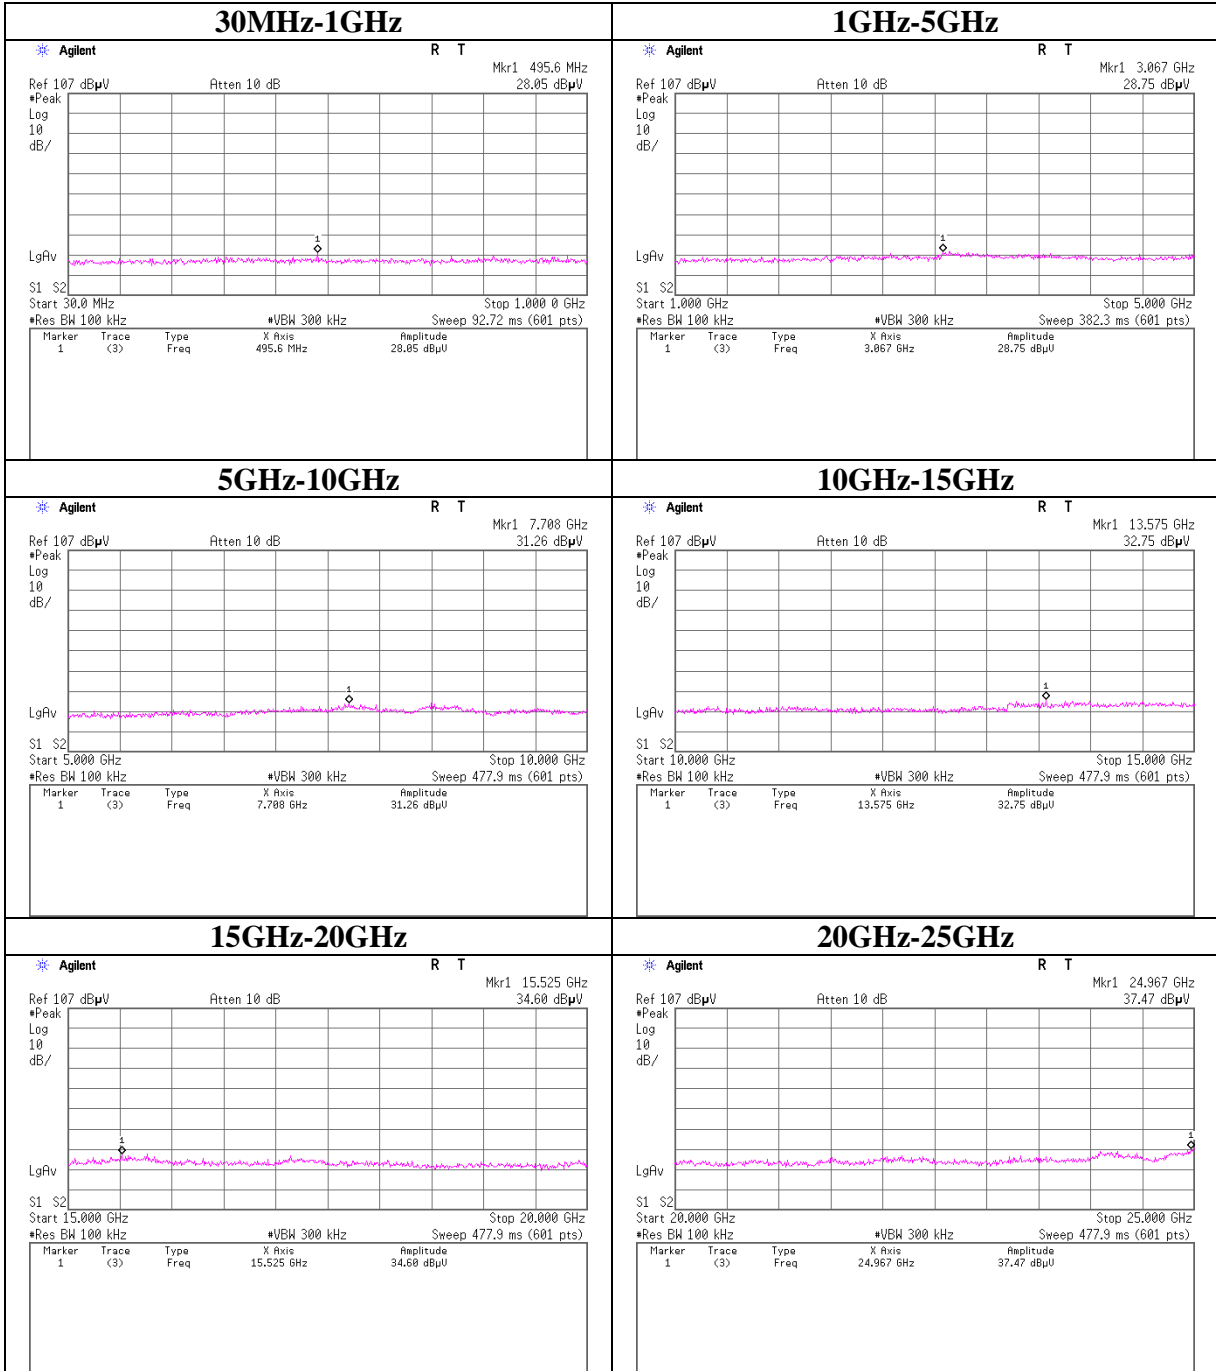 30MHz-1GHz
Agilent
R T
Mkr1 495.6 MHz
Ref 107 dBµV Atten 10 dB 28.05 dBµV
#Peak
Log
10
dB/
1
LgAv
S1 S2
Start 30.0 MHz Stop 1.000 0 GHz
#Res BW 100 kHz #VBW 300 kHz Sweep 92.72 ms (601 pts)
Marker Trace Type X Axis Amplitude
1 (3) Freq 495.6 MHz 28.05 dBµV
1GHz-5GHz
Agilent
R T
Mkr1 3.067 GHz
Ref 107 dBµV Atten 10 dB 28.75 dBµV
#Peak
Log
10
dB/
1
LgAv
S1 S2
Start 1.000 GHz Stop 5.000 GHz
#Res BW 100 kHz #VBW 300 kHz Sweep 382.3 ms (601 pts)
Marker Trace Type X Axis Amplitude
1 (3) Freq 3.067 GHz 28.75 dBµV
5GHz-10GHz
Agilent
R T
Mkr1 7.708 GHz
Ref 107 dBµV Atten 10 dB 31.26 dBµV
#Peak
Log
10
dB/
1
LgAv
S1 S2
Start 5.000 GHz Stop 10.000 GHz
#Res BW 100 kHz #VBW 300 kHz Sweep 477.9 ms (601 pts)
Marker Trace Type X Axis Amplitude
1 (3) Freq 7.708 GHz 31.26 dBµV
10GHz-15GHz
Agilent
R T
Mkr1 13.575 GHz
Ref 107 dBµV Atten 10 dB 32.75 dBµV
#Peak
Log
10
dB/
1
LgAv
S1 S2
Start 10.000 GHz Stop 15.000 GHz
#Res BW 100 kHz #VBW 300 kHz Sweep 477.9 ms (601 pts)
Marker Trace Type X Axis Amplitude
1 (3) Freq 13.575 GHz 32.75 dBµV
15GHz-20GHz
Agilent
R T
Mkr1 15.525 GHz
Ref 107 dBµV Atten 10 dB 34.60 dBµV
#Peak
Log
10
dB/
1
LgAv
S1 S2
Start 15.000 GHz Stop 20.000 GHz
#Res BW 100 kHz #VBW 300 kHz Sweep 477.9 ms (601 pts)
Marker Trace Type X Axis Amplitude
1 (3) Freq 15.525 GHz 34.60 dBµV
20GHz-25GHz
Agilent
R T
Mkr1 24.967 GHz
Ref 107 dBµV Atten 10 dB 37.47 dBµV
#Peak
Log
10
dB/
1
LgAv
S1 S2
Start 20.000 GHz Stop 25.000 GHz
#Res BW 100 kHz #VBW 300 kHz Sweep 477.9 ms (601 pts)
Marker Trace Type X Axis Amplitude
1 (3) Freq 24.967 GHz 37.47 dBµV